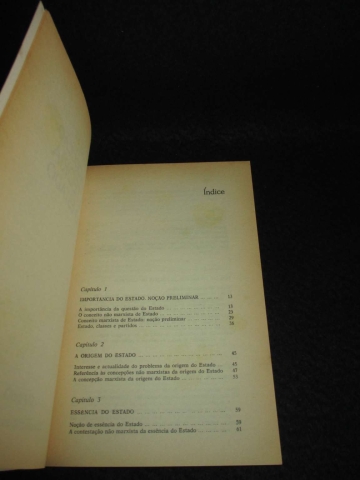 Índice
Capítulo 1
IMPORTÂNCIA DO ESTADO. NOÇÃO PRELIMINAR
A importância da questão do Estado
O conceito não marxista de Estado
Conceito marxista de Estado: noção preliminar
Estado, classes e partidos
Capítulo 2
A ORIGEM DO ESTADO
Interesse e actualidade do problema da origem do Estado
Referência às concepções não marxistas da origem do Estado
A concepção marxista da origem do Estado
Capítulo 3
ESSÊNCIA DO ESTADO
Noção de essência do Estado
A contestação não marxista da essência do Estado